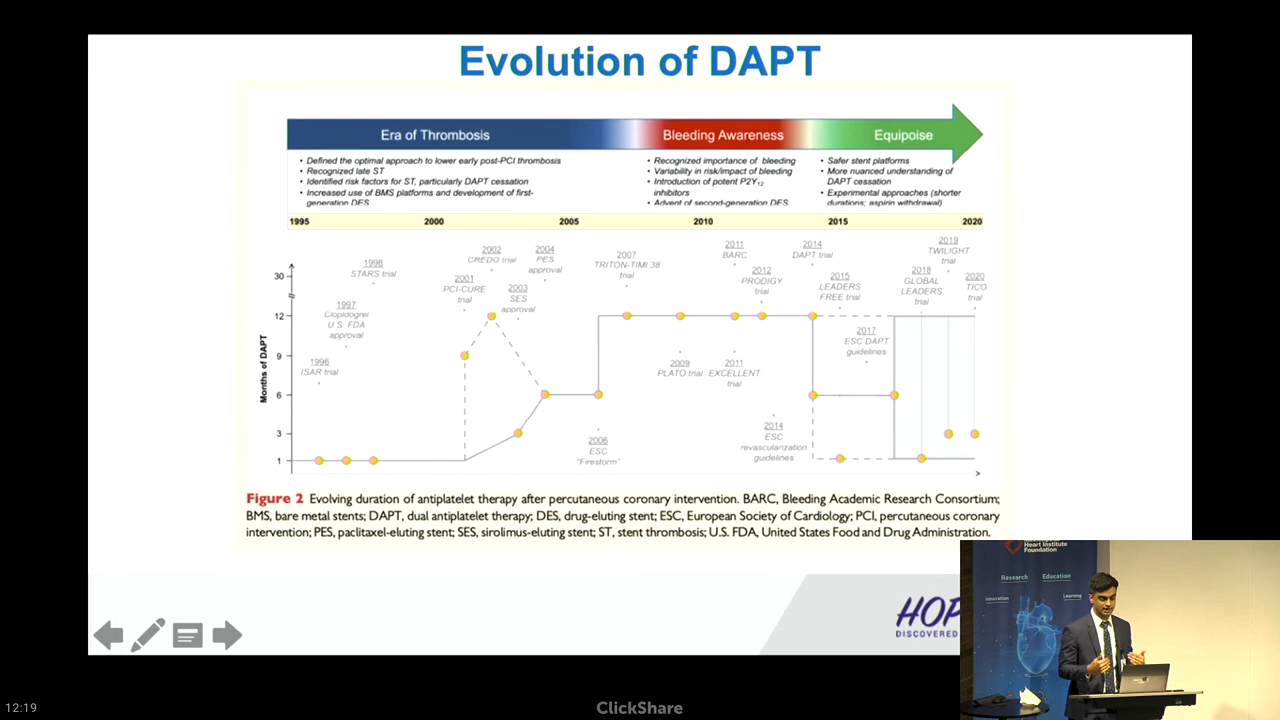 Evolution of DAPT
Era of Thrombosis
Bleeding Awareness
Equipoise
• Defined the optimal approach to lower early post-PCI thrombosis
• Recognized late ST
• Identified risk factors for ST, particularly DAPT cessation
• Increased use of BMS platforms and development of first-
generation DES
• Recognized importance of bleeding
• Variability in risk/impact of bleeding
• Introduction of potent P2Y₁₂
inhibitors
• Advent of second-generation DES
• Safer stent platforms
• More nuanced understanding of
DAPT cessation
• Experimental approaches (shorter
durations; aspirin withdrawal)
1995 2000 2005 2010 2015 2020
Months of DAPT
30
12
9
6
3
1
1996
ISAR trial
1997
Clopidogrel
U.S. FDA
approval
1998
STARS trial
2001
PCI-CURE
trial
2002
CREDO trial
2003
SES
approval
2004
PES
approval
2006
ESC
"Firestorm"
2007
TRITON-TIMI 38
trial
2009
PLATO trial
2011
BARC
2011
EXCELLENT
trial
2012
PRODIGY
trial
2014
DAPT trial
2014
ESC
revascularization
guidelines
2015
LEADERS
FREE trial
2017
ESC DAPT
guidelines
2018
GLOBAL
LEADERS
trial
2019
TWILIGHT
trial
2020
TICO
trial
Figure 2 Evolving duration of antiplatelet therapy after percutaneous coronary intervention. BARC, Bleeding Academic Research Consortium;
BMS, bare metal stents; DAPT, dual antiplatelet therapy; DES, drug-eluting stent; ESC, European Society of Cardiology; PCI, percutaneous coronary
intervention; PES, paclitaxel-eluting stent; SES, sirolimus-eluting stent; ST, stent thrombosis; U.S. FDA, United States Food and Drug Administration.
HOP
DISCOVERED
Heart Institute
Foundation
Research
Education
Innovation
Learning
12:19
ClickShare